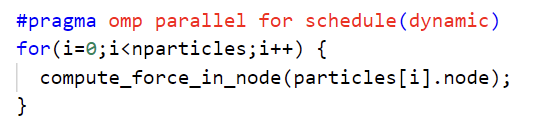 #pragma omp parallel for schedule(dynamic)
for(i=0;i<nparticles;i++) {
  compute_force_in_node(particles[i].node);
}